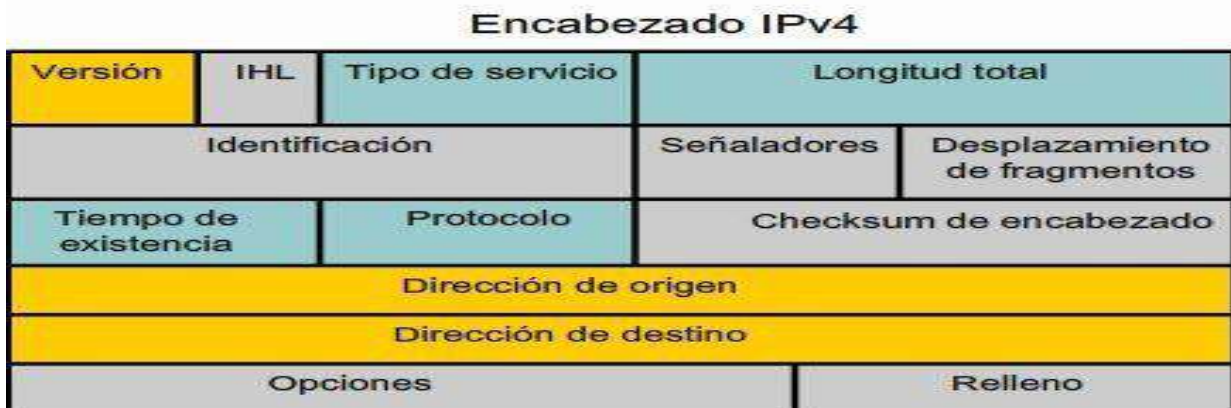 Encabezado IPv4
Versión IHL Tipo de servicio Longitud total
Identificación Señaladores Desplazamiento
de fragmentos
Tiempo de
existencia Protocolo Checksum de encabezado
Dirección de origen
Dirección de destino
Opciones Relleno